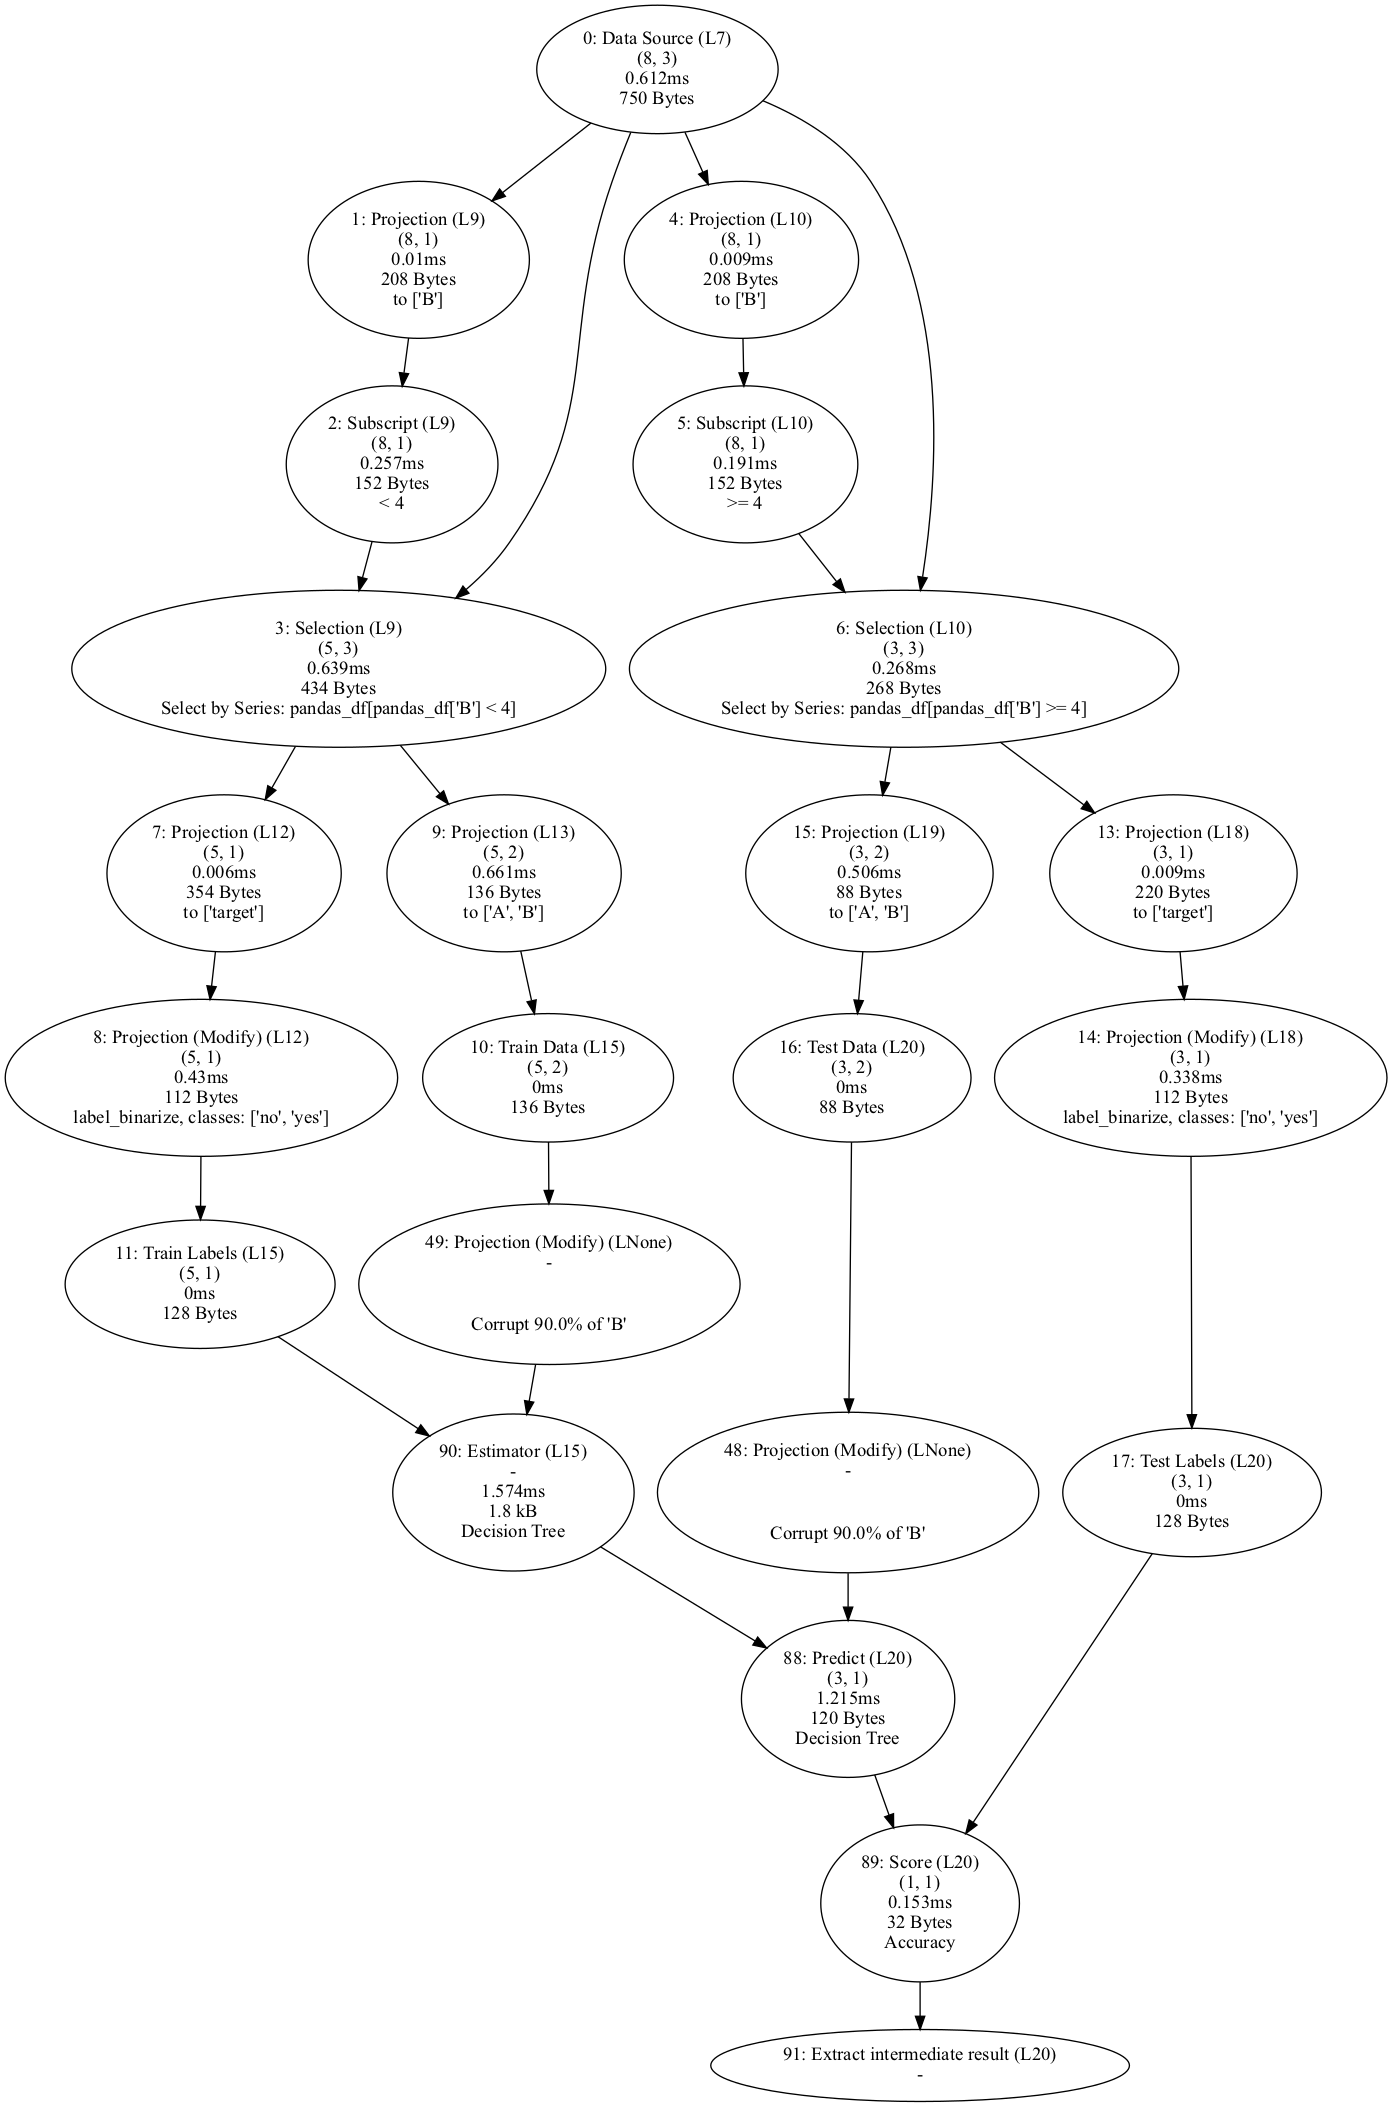 0: Data Source (L7)
(8, 3)
0.612ms
750 Bytes
1: Projection (L9)
(8, 1)
0.01ms
208 Bytes
to ['B']
4: Projection (L10)
(8, 1)
0.009ms
208 Bytes
to ['B']
2: Subscript (L9)
(8, 1)
0.257ms
152 Bytes
< 4
5: Subscript (L10)
(8, 1)
0.191ms
152 Bytes
>= 4
3: Selection (L9)
(5, 3)
0.639ms
434 Bytes
Select by Series: pandas_df[pandas_df['B'] < 4]
6: Selection (L10)
(3, 3)
0.268ms
268 Bytes
Select by Series: pandas_df[pandas_df['B'] >= 4]
7: Projection (L12)
(5, 1)
0.006ms
354 Bytes
to ['target']
9: Projection (L13)
(5, 2)
0.661ms
136 Bytes
to ['A', 'B']
15: Projection (L19)
(3, 2)
0.506ms
88 Bytes
to ['A', 'B']
13: Projection (L18)
(3, 1)
0.009ms
220 Bytes
to ['target']
8: Projection (Modify) (L12)
(5, 1)
0.43ms
112 Bytes
label_binarize, classes: ['no', 'yes']
10: Train Data (L15)
(5, 2)
0ms
136 Bytes
16: Test Data (L20)
(3, 2)
0ms
88 Bytes
14: Projection (Modify) (L18)
(3, 1)
0.338ms
112 Bytes
label_binarize, classes: ['no', 'yes']
11: Train Labels (L15)
(5, 1)
0ms
128 Bytes
49: Projection (Modify) (LNone)
-
Corrupt 90.0% of 'B'
90: Estimator (L15)
-
1.574ms
1.8 kB
Decision Tree
48: Projection (Modify) (LNone)
-
Corrupt 90.0% of 'B'
17: Test Labels (L20)
(3, 1)
0ms
128 Bytes
88: Predict (L20)
(3, 1)
1.215ms
120 Bytes
Decision Tree
89: Score (L20)
(1, 1)
0.153ms
32 Bytes
Accuracy
91: Extract intermediate result (L20)
-